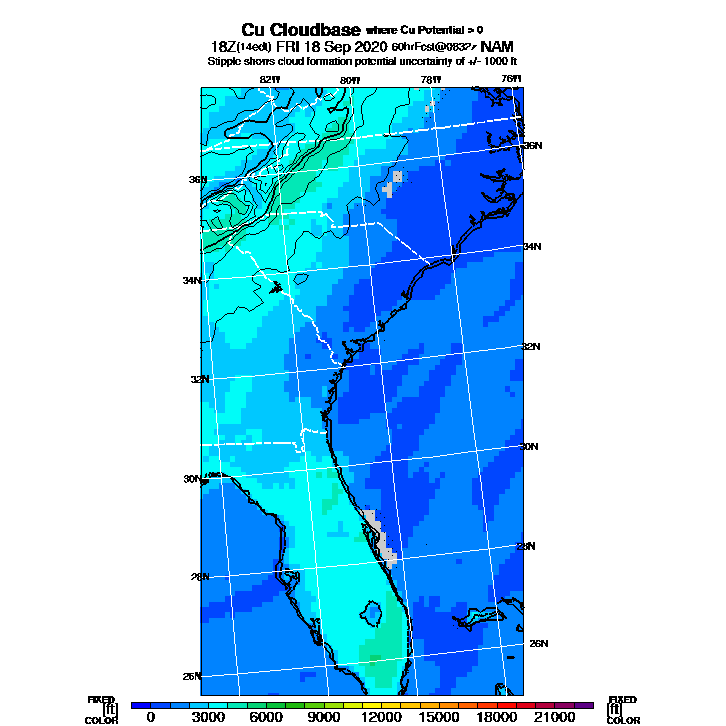 Cu Cloudbase where Cu Potential > 0
18Z(14edt) FRI 18 Sep 2020 60hrFcst@0832z NAM
Stipple shows cloud formation potential uncertainty of +/- 1000 ft
82W 80W 78W 76W
36N 36N
34N 34N
32N 32N
30N 30N
28N 28N
26N 26N
FIXED FIXED
[ft] [ft]
COLOR COLOR
0 3000 6000 9000 12000 15000 18000 21000